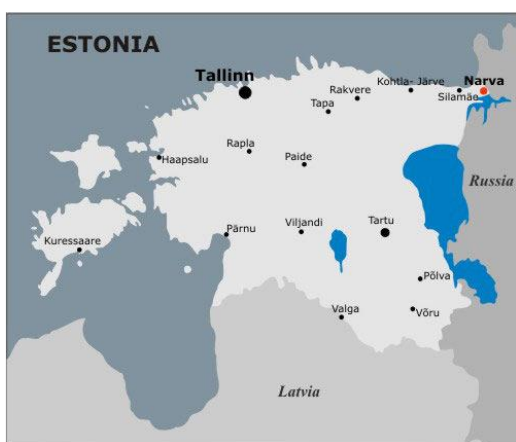 ESTONIA
Tallinn
Kohtla- Järve
Narva
Rakvere
Silamäe
Tapa
Rapla
Haapsalu
Paide
Russia
Kuressaare
Pärnu
Viljandi
Tartu
Põlva
Valga
Võru
Latvia